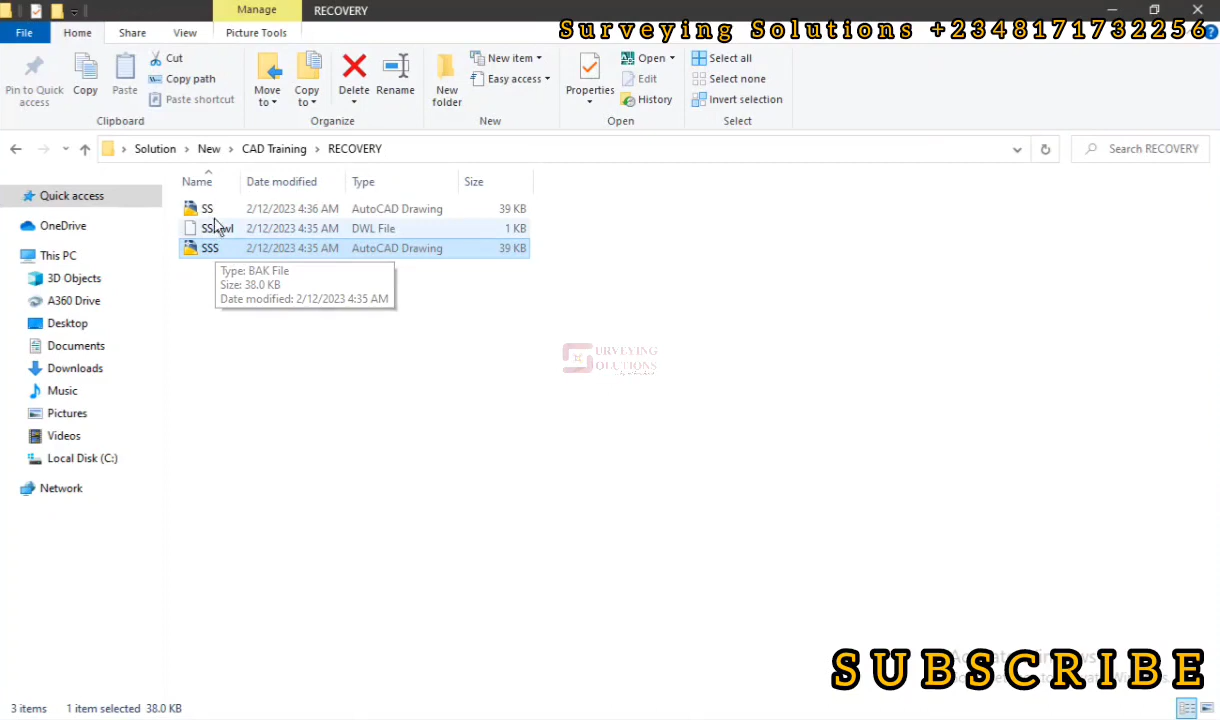 Manage
RECOVERY
Surveying Solutions +2348171732256
File
Home
Share
View
Picture Tools
Pin to Quick access
Copy
Paste
Cut
Copy path
Paste shortcut
Clipboard
Move to
Copy to
Delete
Rename
Organize
New folder
New item
Easy access
New
Properties
Open
Edit
History
Open
Select all
Select none
Invert selection
Select
Solution
New
CAD Training
RECOVERY
Search RECOVERY
Name
Date modified
Type
Size
SS 2/12/2023 4:36 AM AutoCAD Drawing 39 KB
2/12/2023 4:35 AM DWL File 1 KB
SSS 2/12/2023 4:35 AM AutoCAD Drawing 39 KB
Type: BAK File
Size: 38.0 KB
Date modified: 2/12/2023 4:35 AM
Quick access
OneDrive
This PC
3D Objects
A360 Drive
Desktop
Documents
Downloads
Music
Pictures
Videos
Local Disk (C:)
Network
URVEYING
OLUTIONS
SUBSCRIBE
3 items
1 item selected 38.0 KB